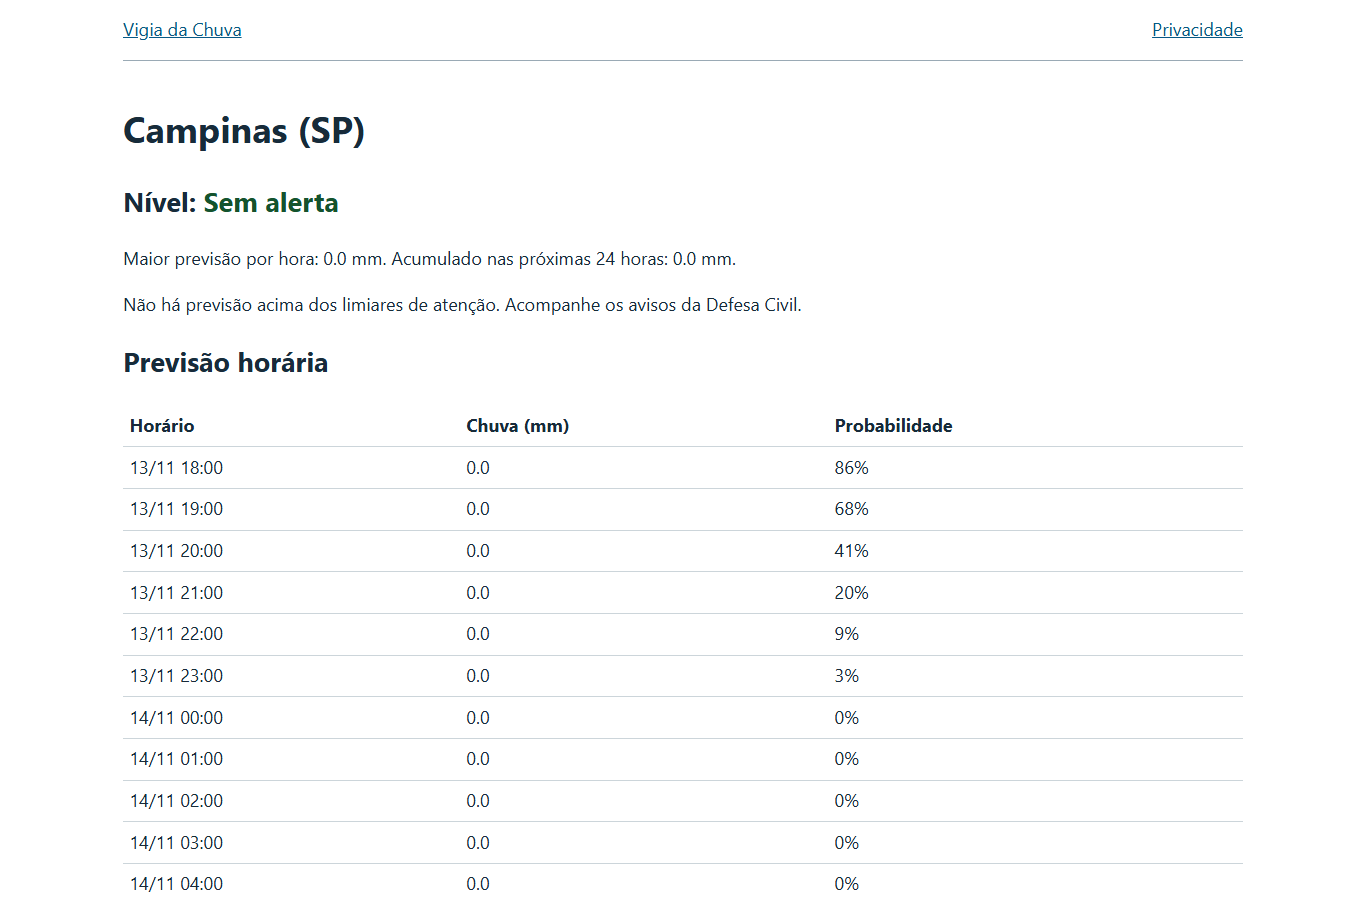 Vigia da Chuva Privacidade
Campinas (SP)
Nível: Sem alerta
Maior previsão por hora: 0.0 mm. Acumulado nas próximas 24 horas: 0.0 mm.
Não há previsão acima dos limiares de atenção. Acompanhe os avisos da Defesa Civil.
Previsão horária
Horário Chuva (mm) Probabilidade
13/11 18:00 0.0 86%
13/11 19:00 0.0 68%
13/11 20:00 0.0 41%
13/11 21:00 0.0 20%
13/11 22:00 0.0 9%
13/11 23:00 0.0 3%
14/11 00:00 0.0 0%
14/11 01:00 0.0 0%
14/11 02:00 0.0 0%
14/11 03:00 0.0 0%
14/11 04:00 0.0 0%